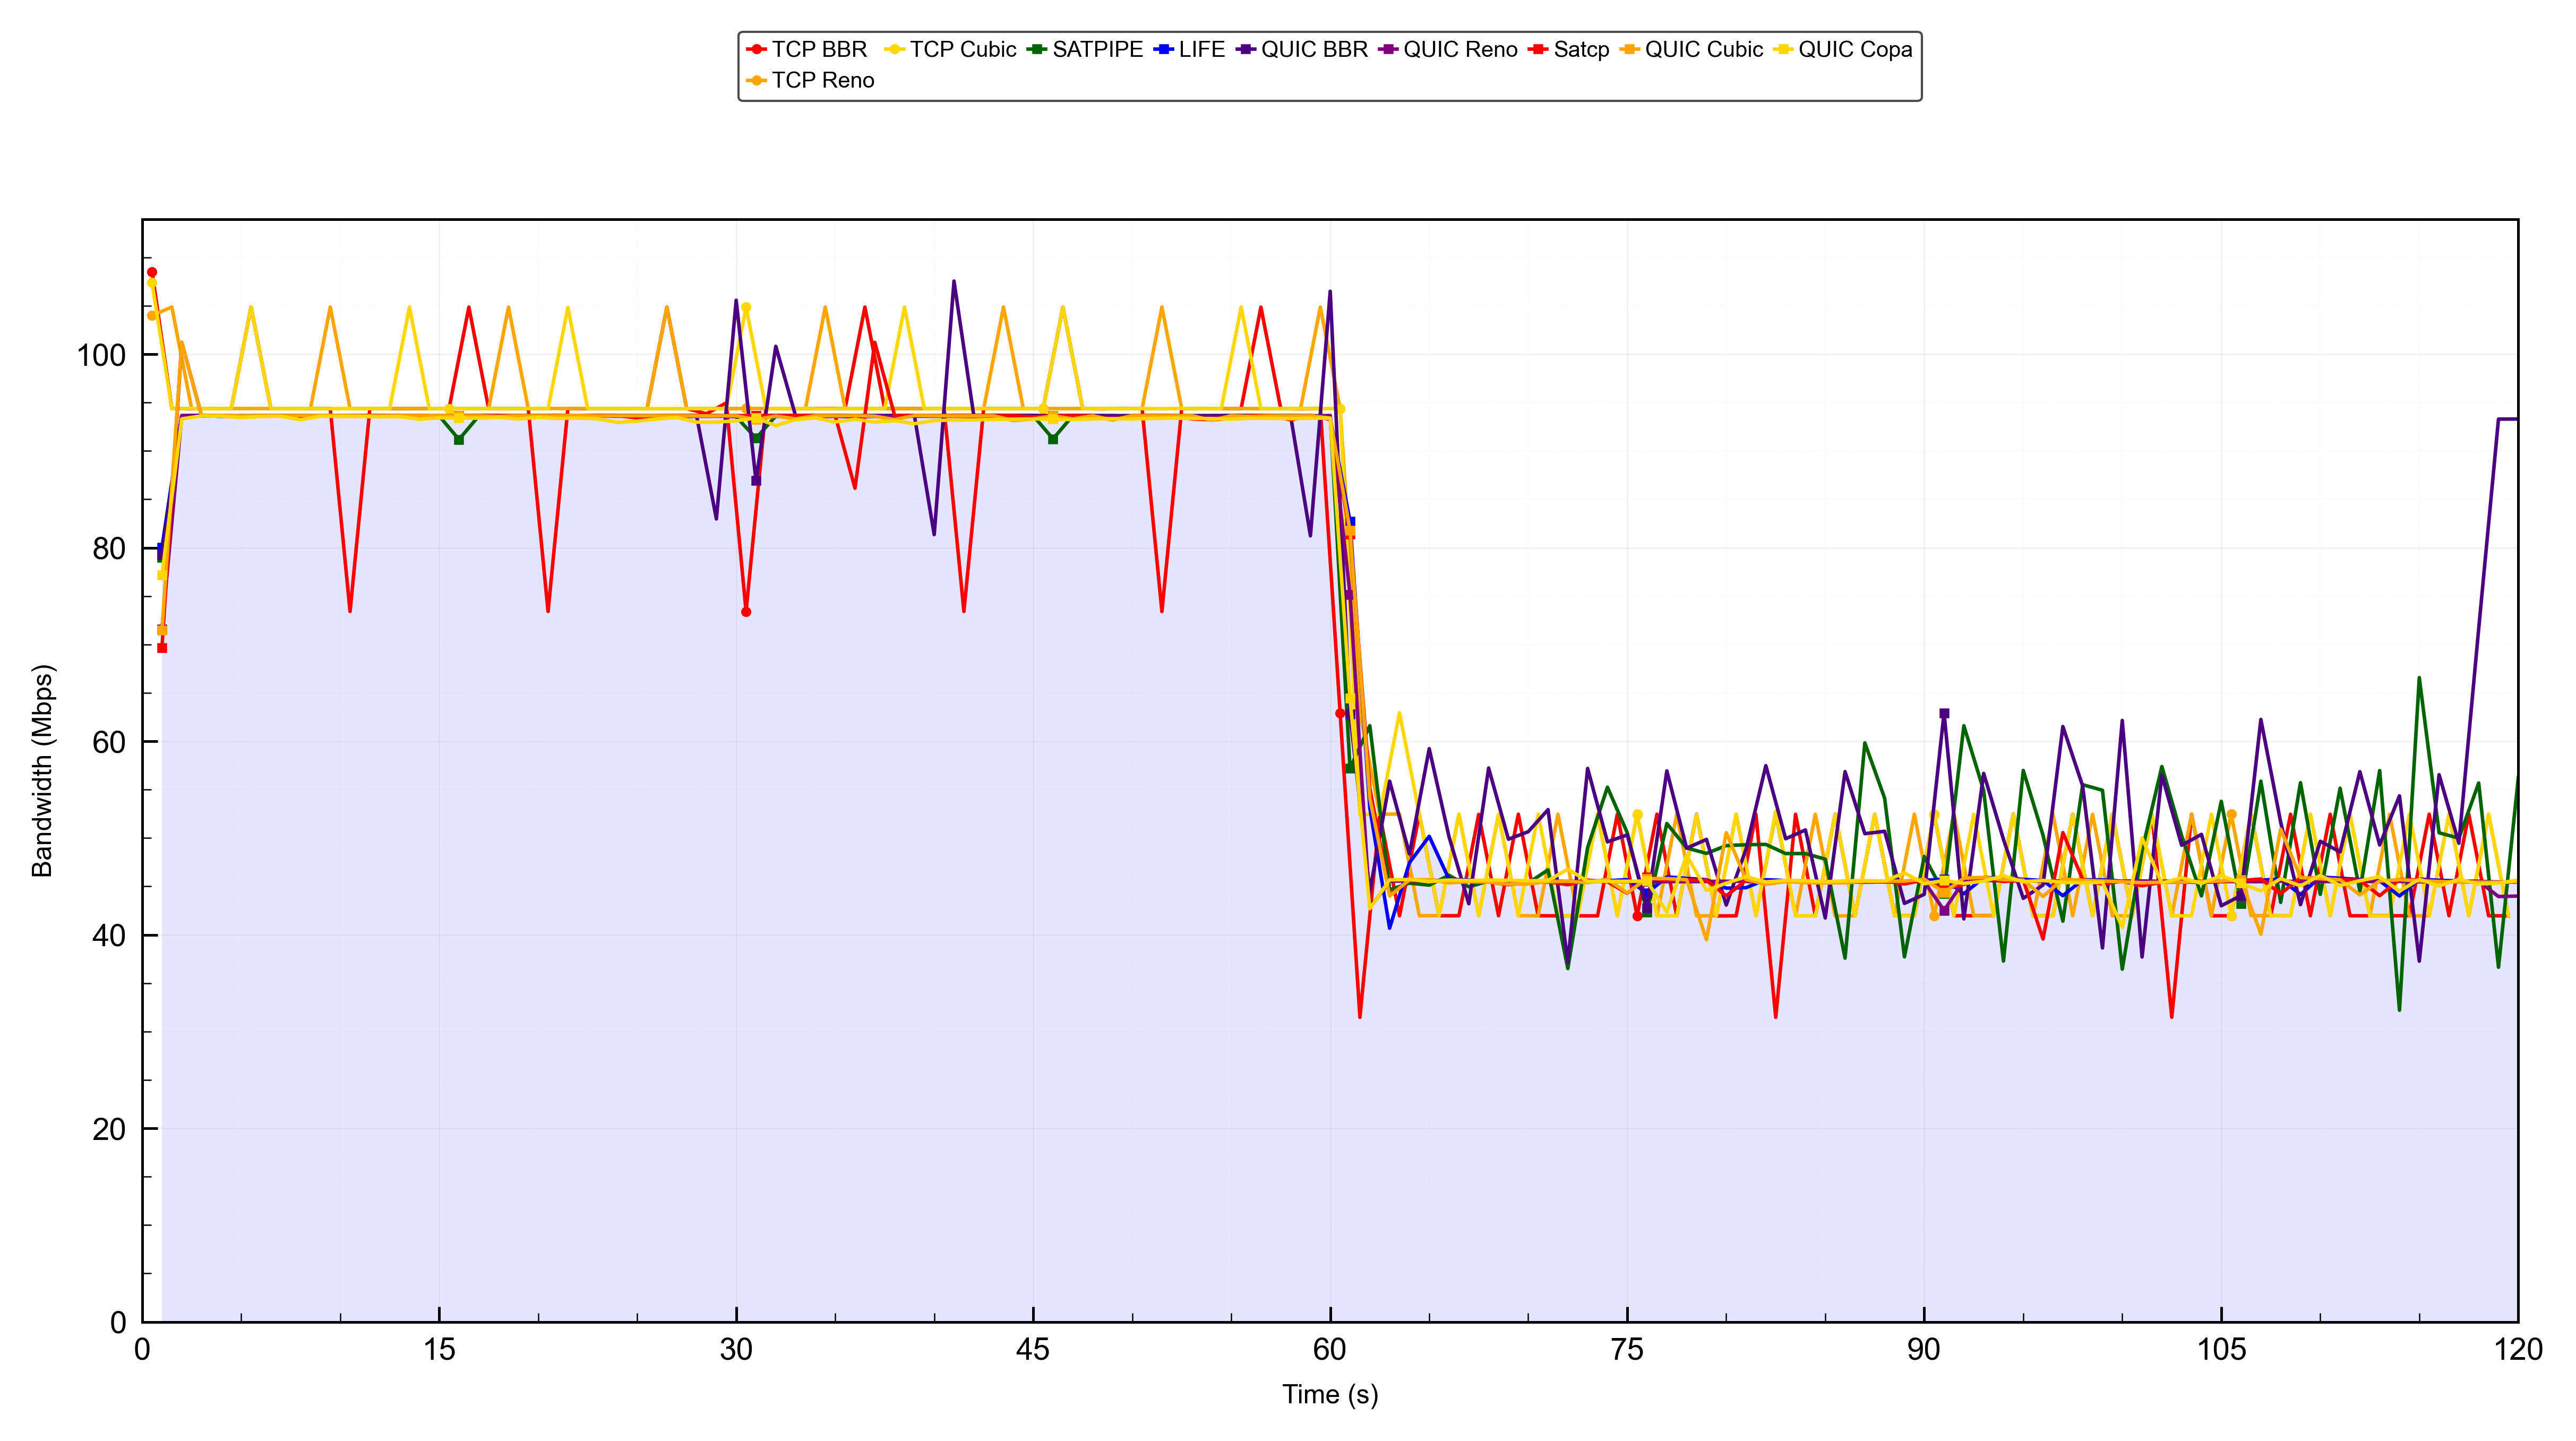 TCP BBR TCP Cubic SATPIPE LIFE QUIC BBR QUIC Reno Satcp QUIC Cubic QUIC Copa
TCP Reno
100
80
60
40
20
0
Bandwidth (Mbps)
0 15 30 45 60 75 90 105 120
Time (s)